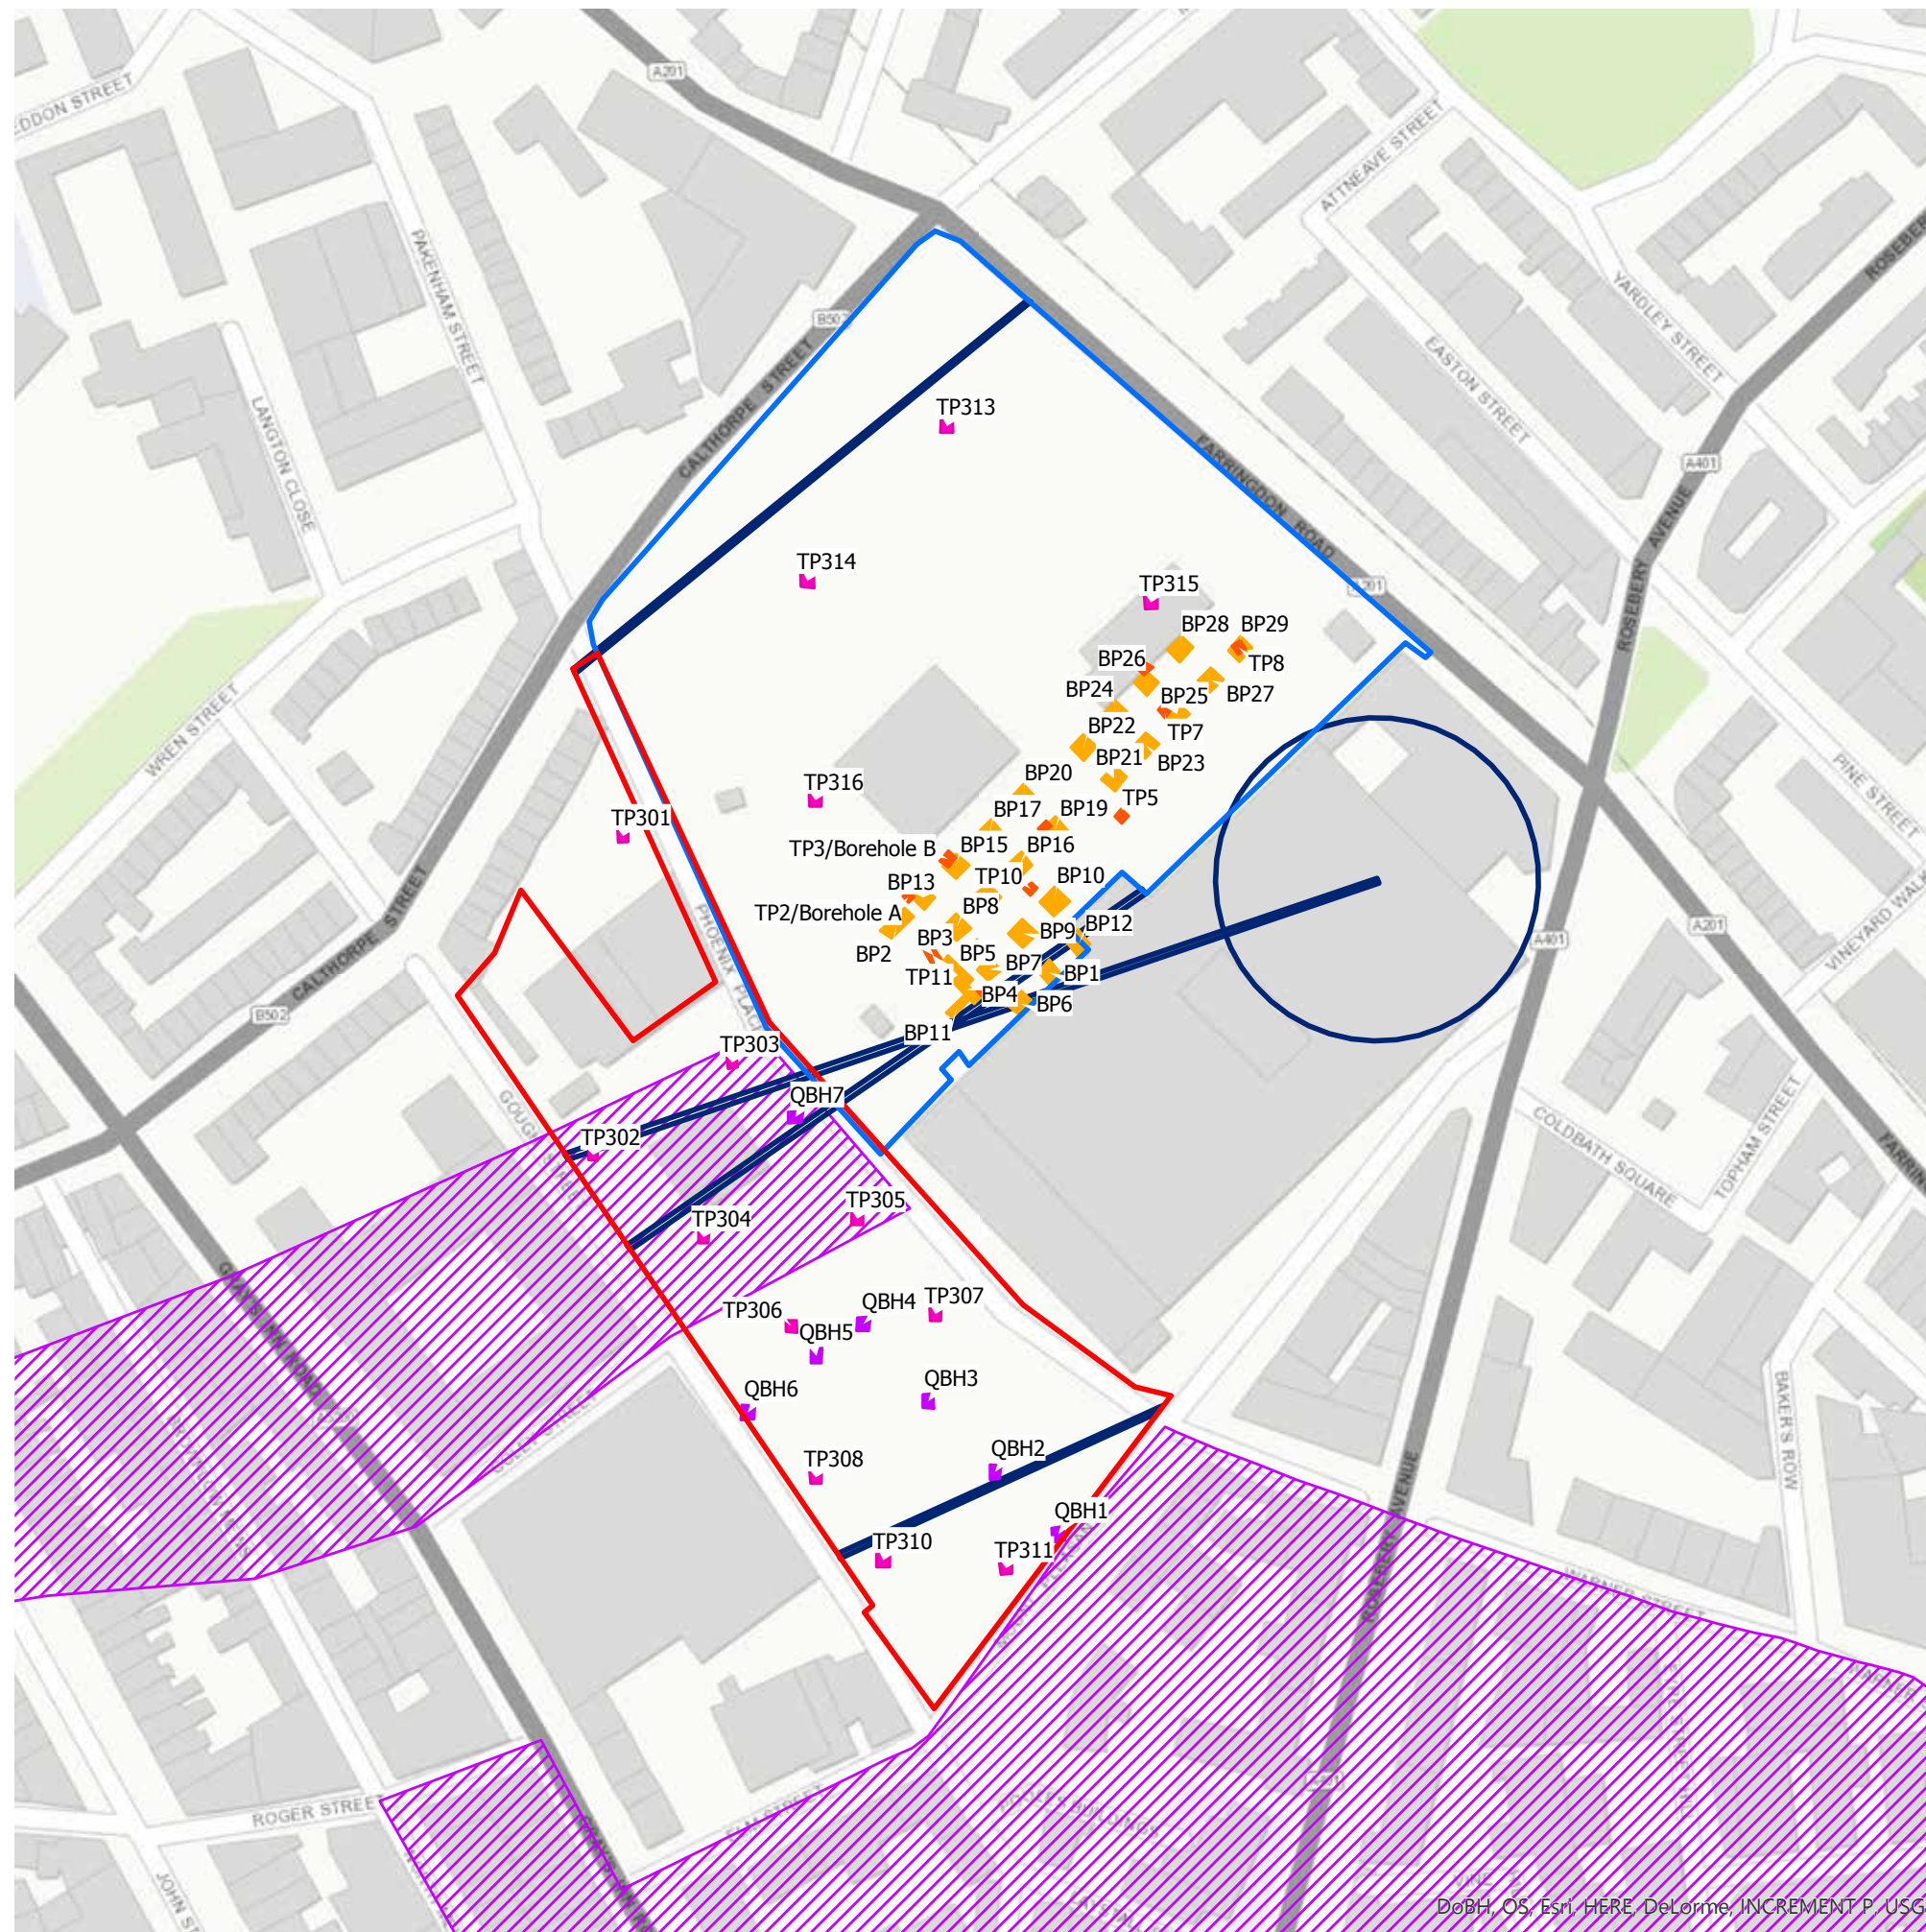 A201
PAKENHAM STREET
ATTNEAVE STREET
YARDLEY STREET
EASTON STREET
CALTHORPE STREET
LANGTON CLOSE
TP313
A401
FARRINGDON ROAD
TP314
TP315
ROSEBERY AVENUE
BP28
BP29
BP26
TP8
BP24
BP25
BP27
WREN STREET
BP22
TP7
BP21
BP23
BP20
TP316
TP5
BP17
BP19
TP301
TP3/Borehole B
BP15
BP16
PINE STREET
BP13
TP10
BP10
TP2/Borehole A
BP8
BP12
A201
BP3
BP9
A401
BP2
BP5
BP7
BP1
TP11
BP4
BP6
CALTHORPE STREET
B502
BP11
TP303
QBH7
TP302
COLDBATH SQUARE
TOPHAM STREET
TP305
TP304
TP307
QBH4
TP306
QBH5
QBH3
QBH6
BAKER'S ROW
QBH2
TP308
QBH1
TP310
TP311
ROSEBERY AVENUE
WARNER STREET
ROGER STREET
DoBH, OS, Esri, HERE, DeLorme, INCREMENT P, USG